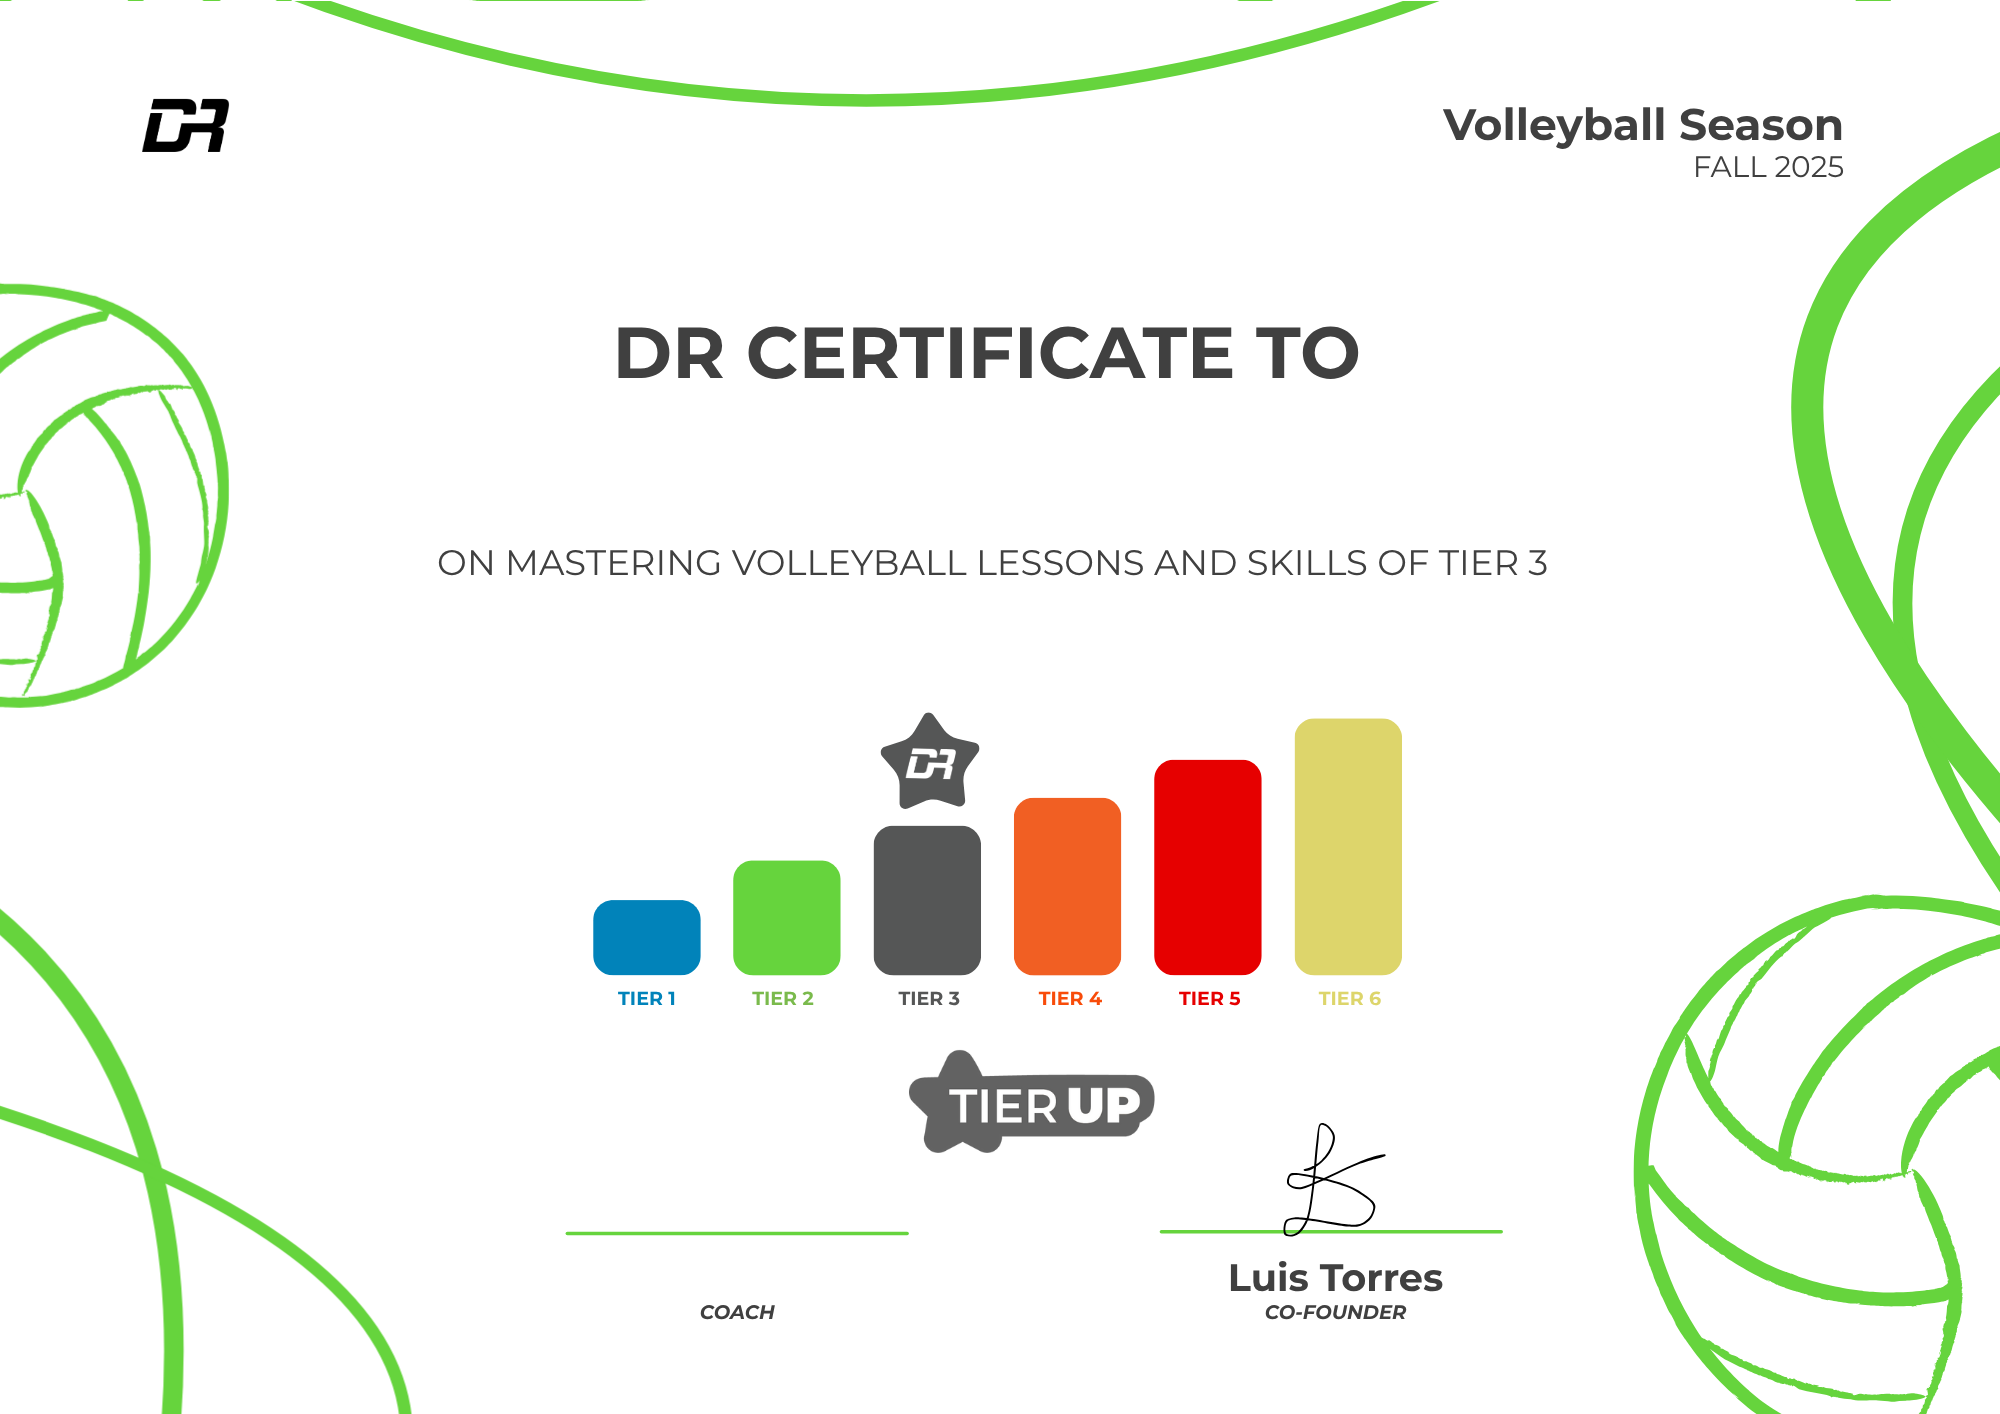 DR
Volleyball Season
FALL 2025
DR CERTIFICATE TO
ON MASTERING VOLLEYBALL LESSONS AND SKILLS OF TIER 3
DR
TIER 1
TIER 2
TIER 3
TIER 4
TIER 5
TIER 6
TIER UP
Luis Torres
COACH
CO-FOUNDER